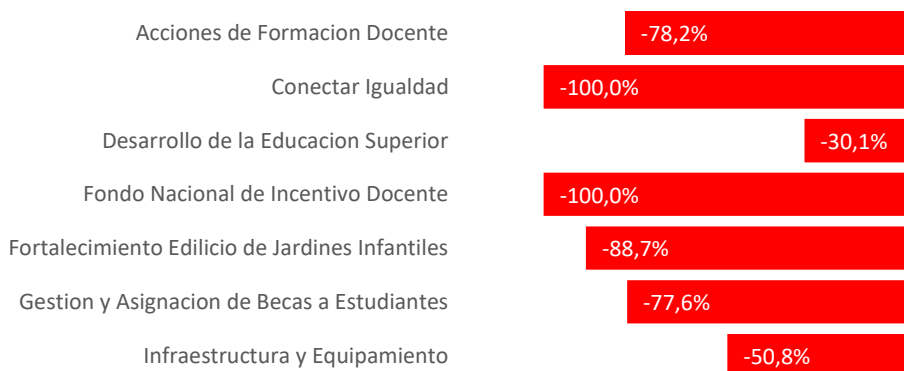 Acciones de Formacion Docente -78,2%
Conectar Igualdad -100,0%
Desarrollo de la Educacion Superior -30,1%
Fondo Nacional de Incentivo Docente -100,0%
Fortalecimiento Edilicio de Jardines Infantiles -88,7%
Gestion y Asignacion de Becas a Estudiantes -77,6%
Infraestructura y Equipamiento -50,8%